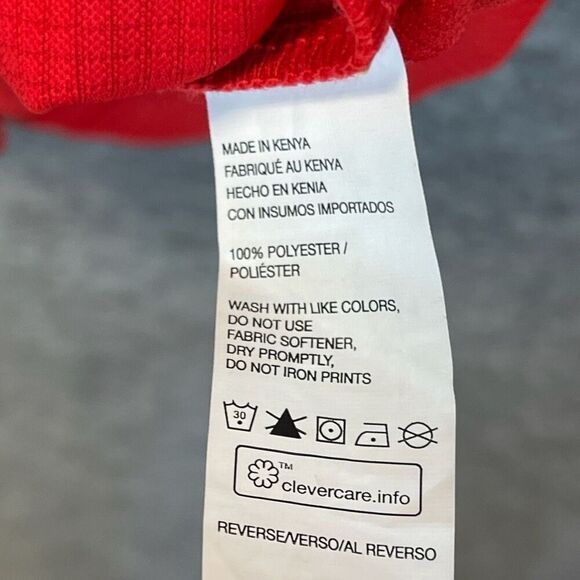 MADE IN KENYA
FABRIQUÉ AU KENYA
HECHO EN KENIA
CON INSUMOS IMPORTADOS
100% POLYESTER /
POLIÉSTER
WASH WITH LIKE COLORS,
DO NOT USE
FABRIC SOFTENER,
DRY PROMPTLY,
DO NOT IRON PRINTS
30
TM
clevercare.info
REVERSE/VERSO/AL REVERSO